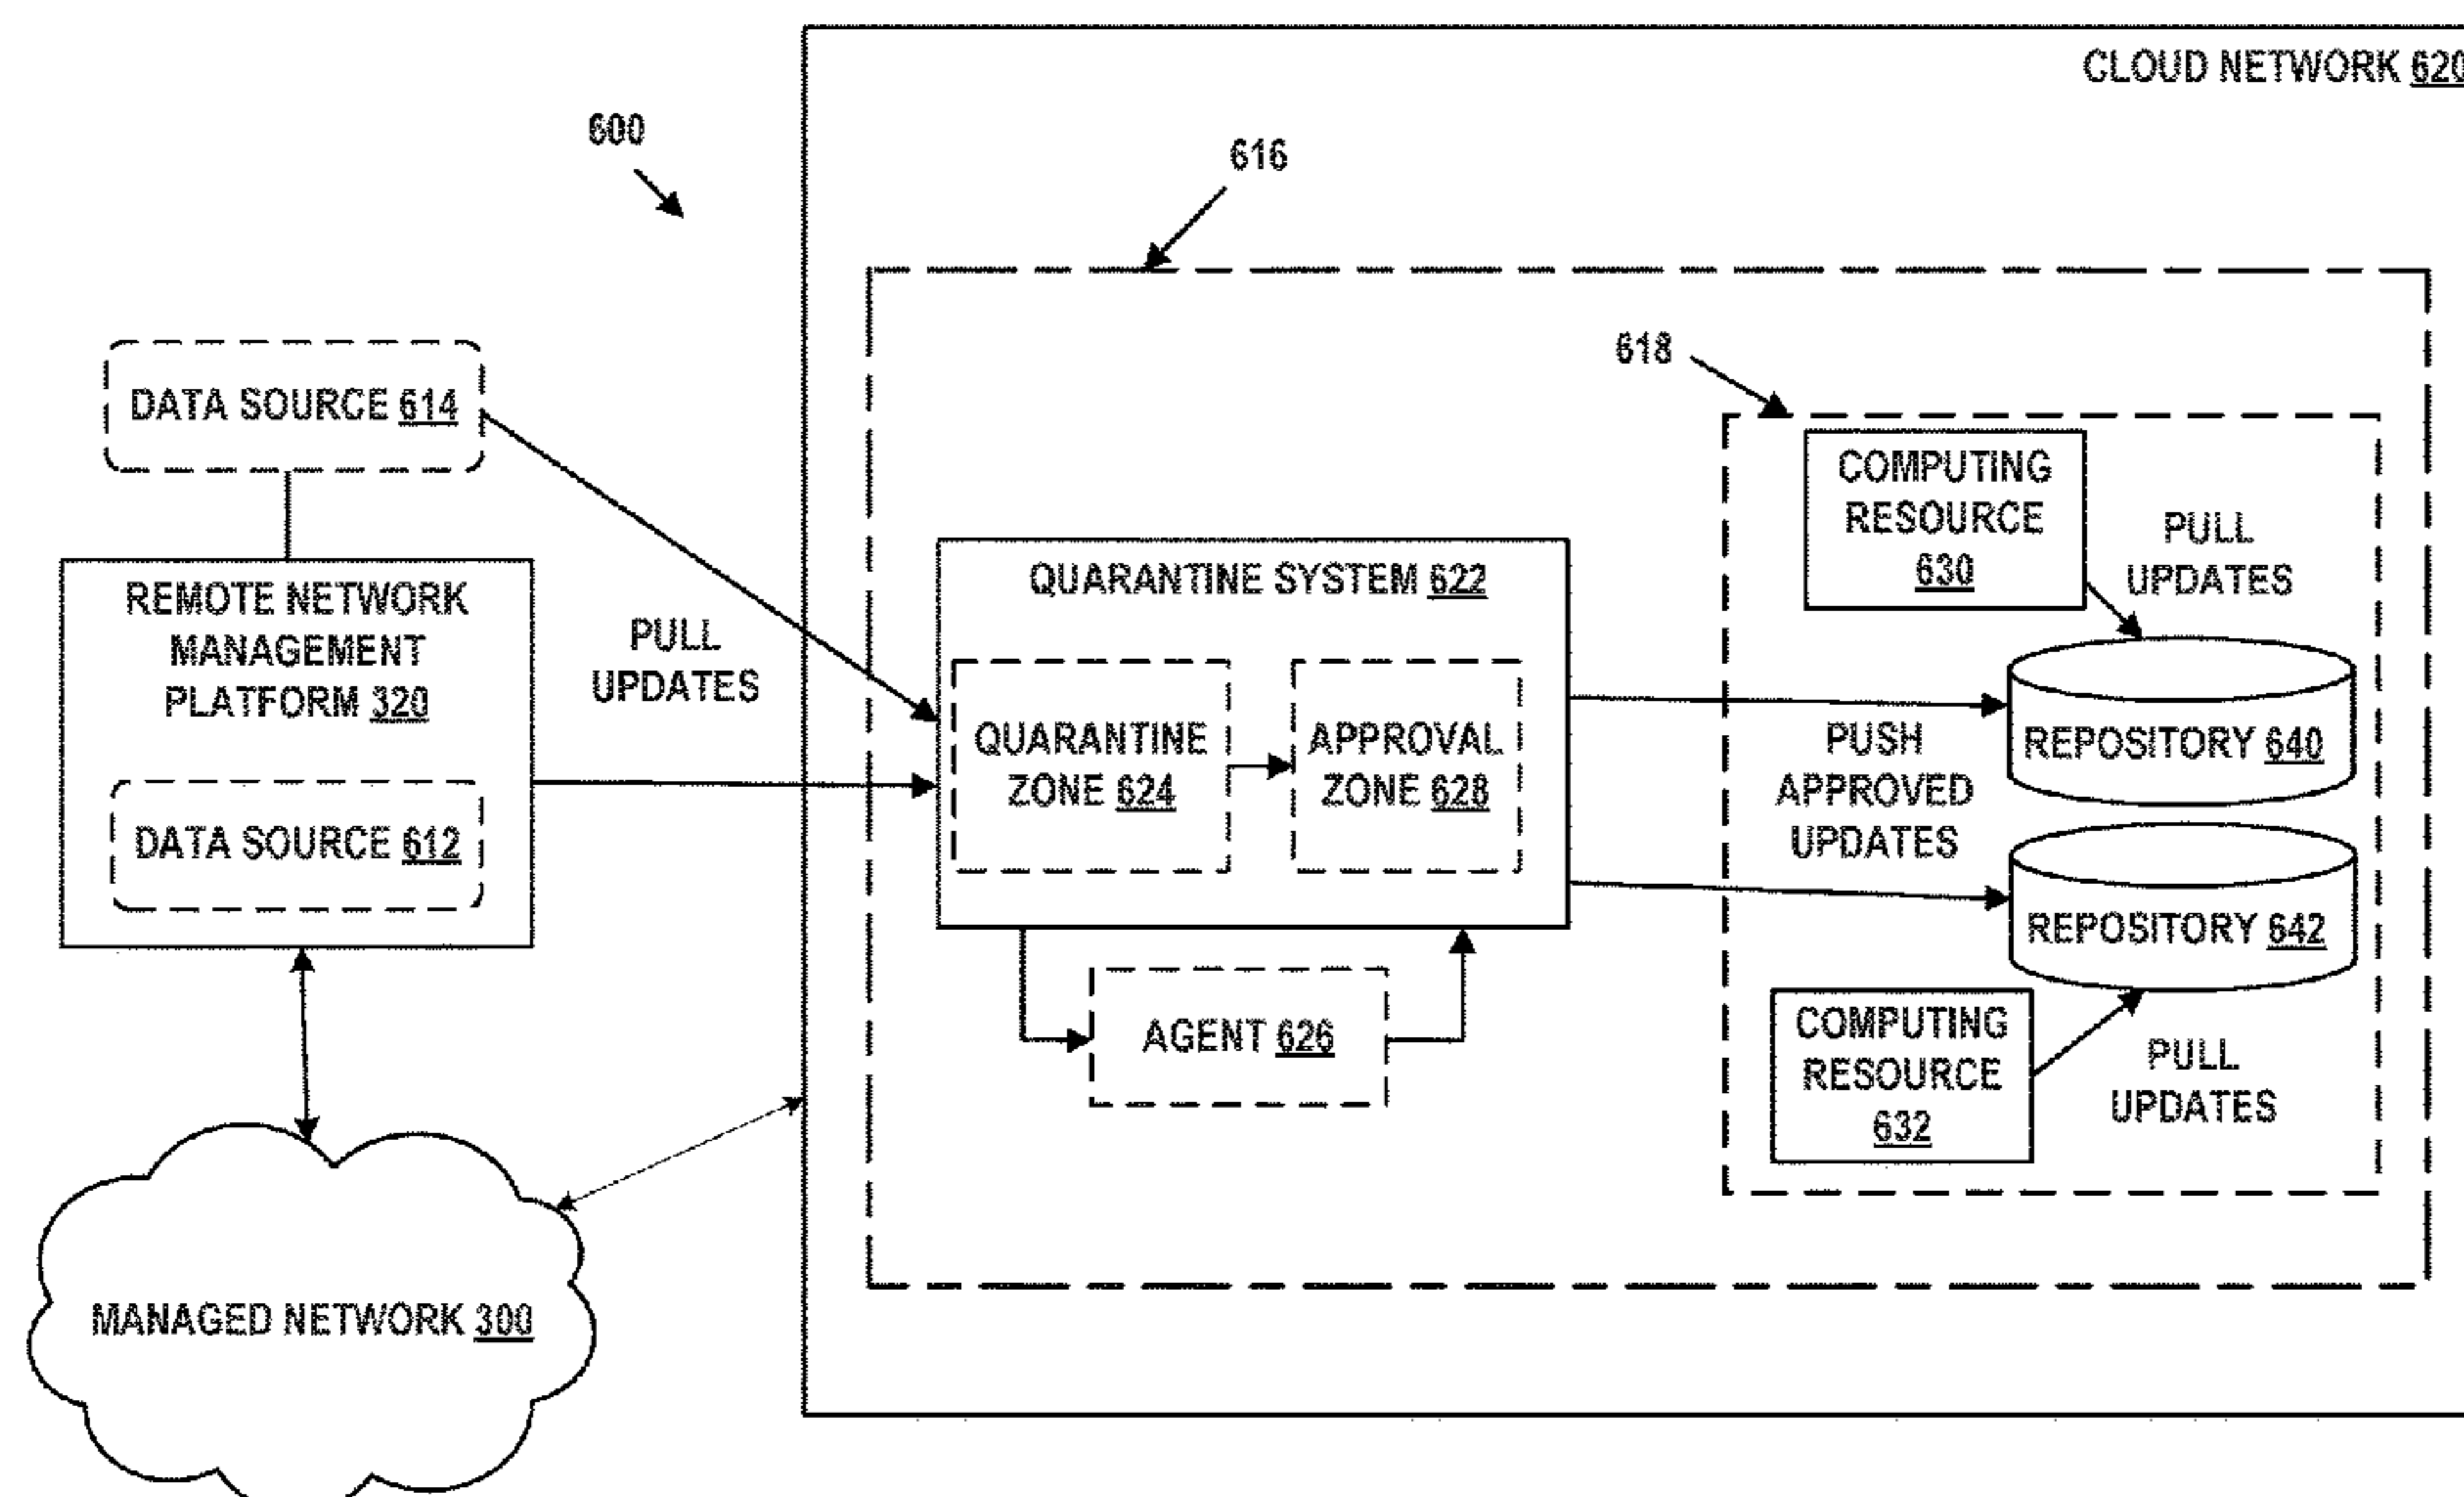 CLOUD NETWORK 620
600
616
618
DATA SOURCE 614
REMOTE NETWORK
MANAGEMENT
PLATFORM 320
DATA SOURCE 612
PULL
UPDATES
QUARANTINE SYSTEM 622
QUARANTINE
ZONE 624
APPROVAL
ZONE 628
AGENT 626
PUSH
APPROVED
UPDATES
COMPUTING
RESOURCE
630
PULL
UPDATES
REPOSITORY 640
REPOSITORY 642
COMPUTING
RESOURCE
632
PULL
UPDATES
MANAGED NETWORK 300